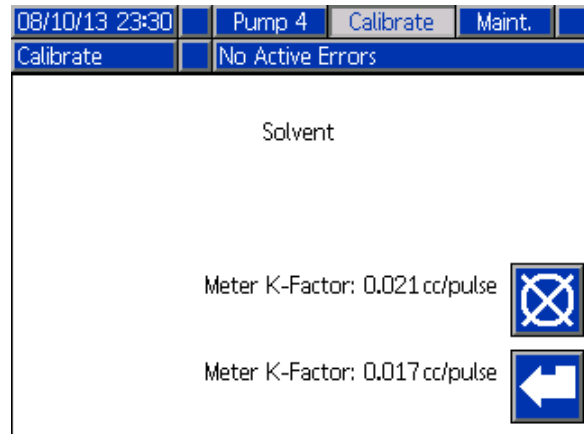 08/10/13 23:30 Pump 4 Calibrate Maint.
Calibrate No Active Errors
Solvent
Meter K-Factor: 0.021 cc/pulse
Meter K-Factor: 0.017 cc/pulse